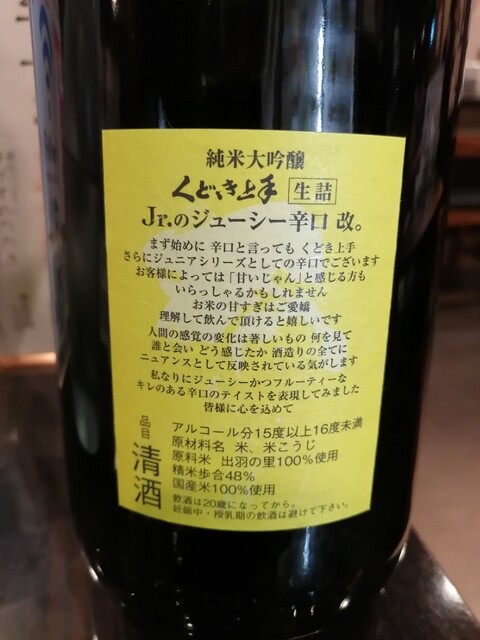 純米大吟醸
くどき上手 生詰
Jr.のジューシー辛口 改。
まず始めに 辛口と言っても くどき上手
さらにジュニアシリーズとしての辛口でございます
お客様によっては「甘いじゃん」と感じる方も
いらっしゃるかもしれません
お米の甘すぎはご愛嬌
理解して飲んで頂けると嬉しいです
人間の感覚の変化は著しいもの 何を見て
誰と会い どう感じたか 酒造りの全てに
ニュアンスとして反映されている気がします
私なりにジューシーかつフルーティーな
キレのある辛口のテイストを表現してみました
皆様に心を込めて
品目 清酒
アルコール分15度以上16度未満
原材料名 米、米こうじ
原料米 出羽の里100%使用
精米歩合48%
国産米100%使用
飲酒は20歳になってから。
妊娠中・授乳期の飲酒は避けて下さい。